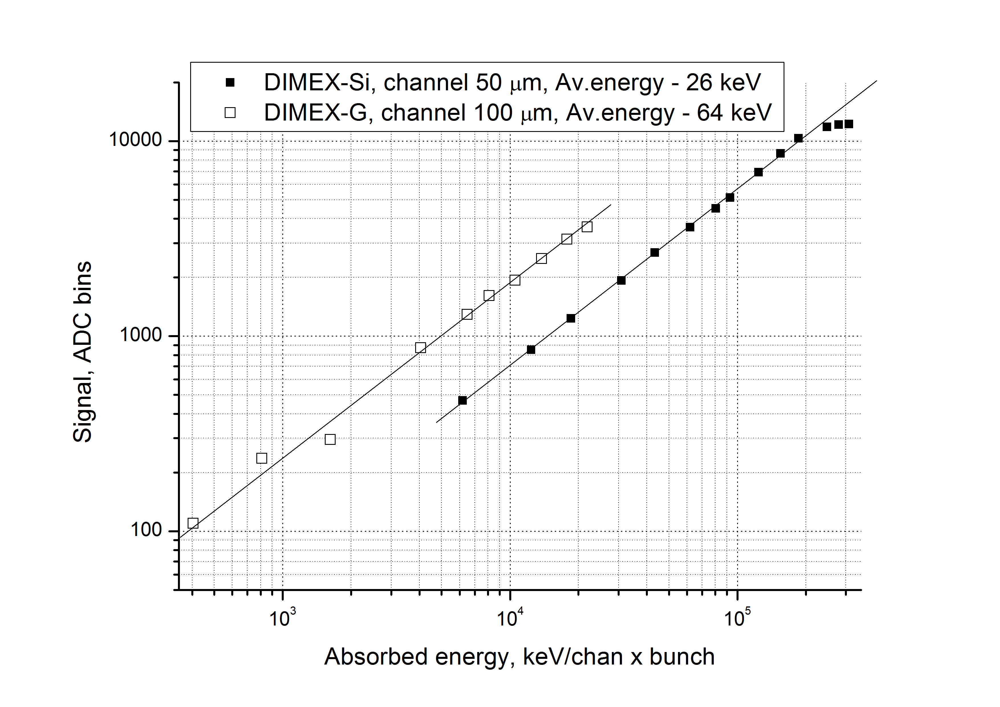 DIMEX-Si, channel 50 μm, Av.energy - 26 keV
DIMEX-G, channel 100 μm, Av.energy - 64 keV
10000
1000
100
Signal, ADC bins
10³
10⁴
10⁵
Absorbed energy, keV/chan x bunch